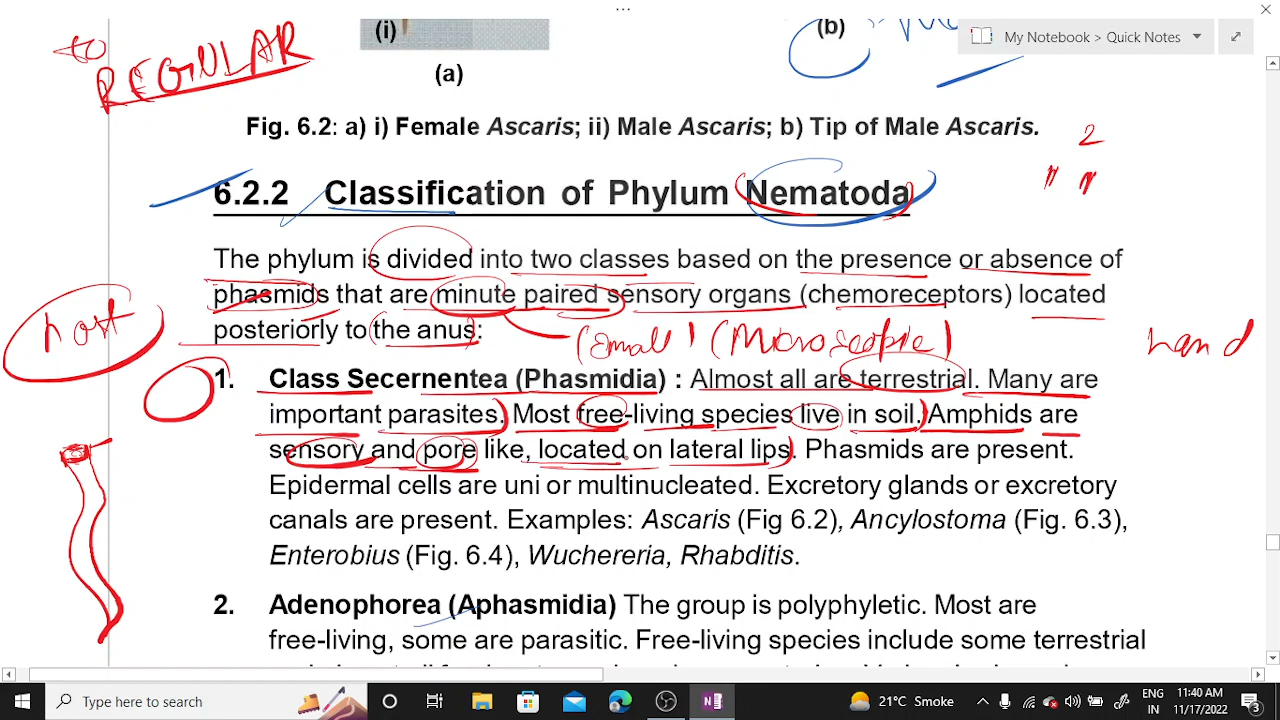 (i)
(b)
My Notebook > Quick Notes
to
REGULAR
(a)
Fig. 6.2: a) i) Female Ascaris; ii) Male Ascaris; b) Tip of Male Ascaris.
2
6.2.2 Classification of Phylum Nematoda
The phylum is divided into two classes based on the presence or absence of
phasmids that are minute paired sensory organs (chemoreceptors) located
host
posteriorly to the anus:
(small) (Microscopic)
hand
1. Class Secernentea (Phasmidia) : Almost all are terrestrial. Many are
important parasites. Most free-living species live in soil. Amphids are
sensory and pore like, located on lateral lips. Phasmids are present.
Epidermal cells are uni or multinucleated. Excretory glands or excretory
canals are present. Examples: Ascaris (Fig 6.2), Ancylostoma (Fig. 6.3),
Enterobius (Fig. 6.4), Wuchereria, Rhabditis.
2. Adenophorea (Aphasmidia) The group is polyphyletic. Most are
free-living, some are parasitic. Free-living species include some terrestrial
Type here to search
21°C Smoke
ENG
IN
11:40 AM
11/17/2022
3